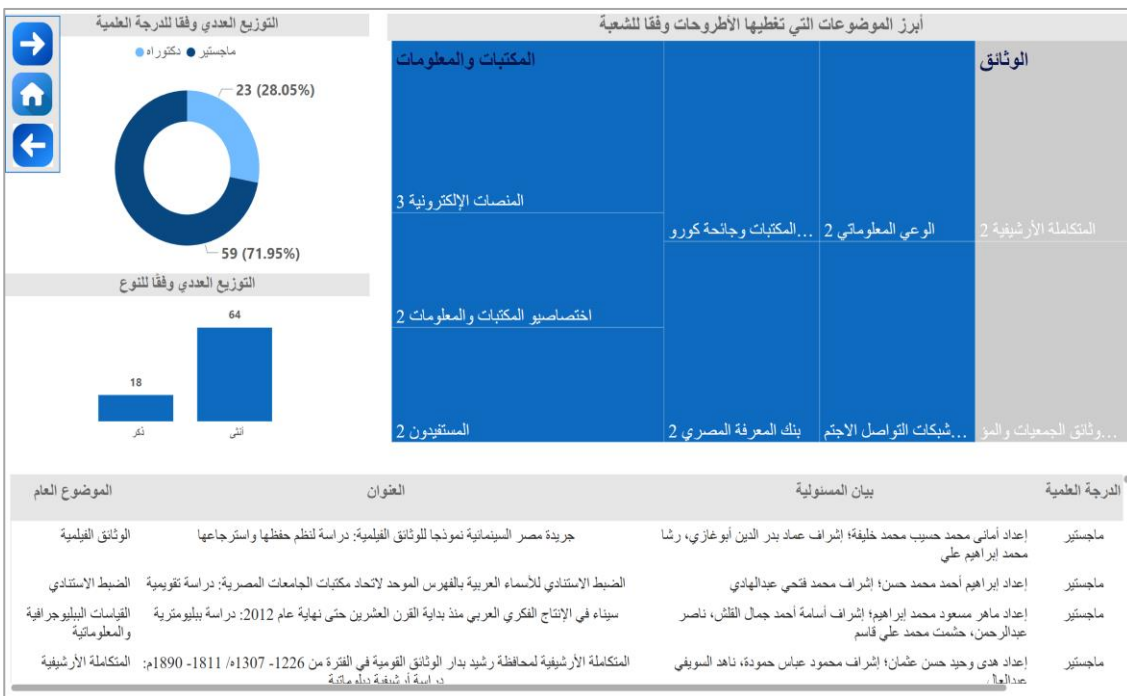 أبرز الموضوعات التي تغطيها الأطروحات وفقا للشعبة
الوثائق
المتكاملة الأرشيفية 2
وثائق الجمعيات والمؤ...
المكتبات والمعلومات
الوعي المعلوماتي 2
المكتبات وجائحة كورو...
المنصات الإلكترونية 3
اختصاصيو المكتبات والمعلومات 2
شبكات التواصل الاجتم...
بنك المعرفة المصري 2
المستفيدون 2
التوزيع العددي وفقا للدرجة العلمية
ماجستير دكتوراه
23 (28.05%)
59 (71.95%)
التوزيع العددي وفقًا للنوع
64
18
انثى
ذكر
الدرجة العلمية بيان المسئولية العنوان الموضوع العام
ماجستير إعداد أماني محمد حسيب محمد خليفة؛ إشراف عماد بدر الدين أبو غازي، رشا جريدة مصر السينمائية نموذجا للوثائق الفيلمية: دراسة لنظم حفظها واسترجاعها الوثائق الفيلمية
محمد إبراهيم علي
ماجستير إعداد إبراهيم أحمد محمد حسن؛ إشراف محمد فتحي عبدالهادي الضبط الاستنادي للأسماء العربية بالفهرس الموحد لاتحاد مكتبات الجامعات المصرية: دراسة تقويمية الضبط الاستنادي
ماجستير إعداد ماهر مسعود محمد إبراهيم؛ إشراف أسامة أحمد جمال القلش، ناصر سيناء في الإنتاج الفكري العربي منذ بداية القرن العشرين حتى نهاية عام 2012: دراسة ببليومترية القياسات الببليوجرافية
عبدالرحمن، حشمت محمد علي قاسم والمعلوماتية
ماجستير إعداد هدى وحيد حسن عثمان؛ إشراف محمود عباس حمودة، ناهد السويفي المتكاملة الأرشيفية لمحافظة رشيد بدار الوثائق القومية في الفترة من 1226- 1307ه/ 1811- 1890م: المتكاملة الأرشيفية
عبدالعال دراسة أرشيفية دبلوماتية